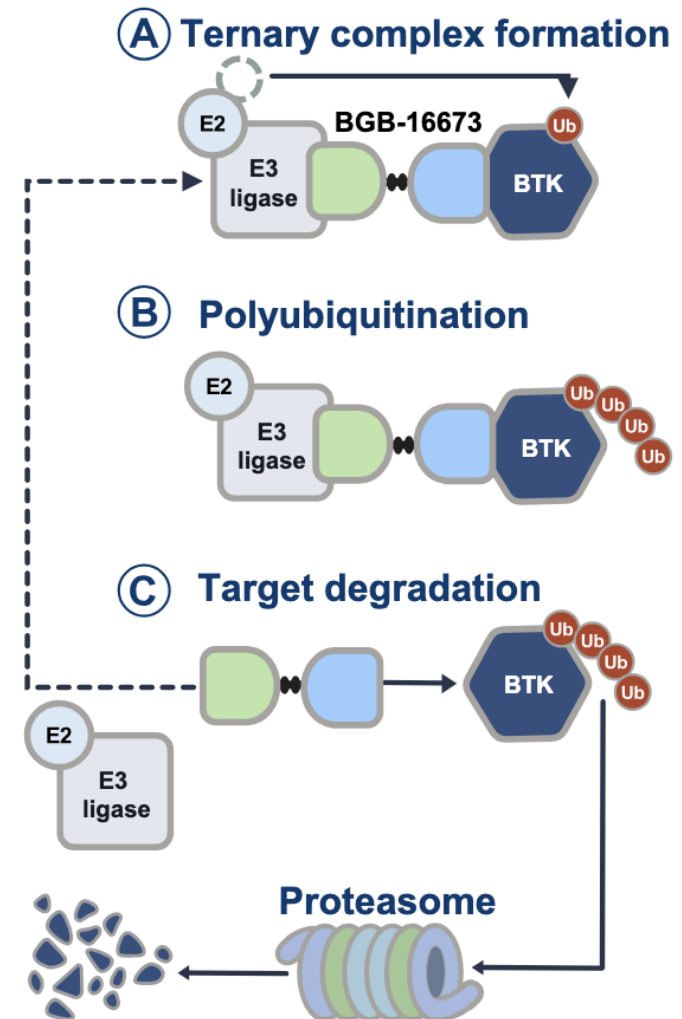 A Ternary complex formation
E2
BGB-16673
Ub
E3
ligase
BTK
B Polyubiquitination
E2
Ub
Ub
Ub
Ub
E3
ligase
BTK
C Target degradation
Ub
Ub
Ub
Ub
BTK
E2
E3
ligase
Proteasome